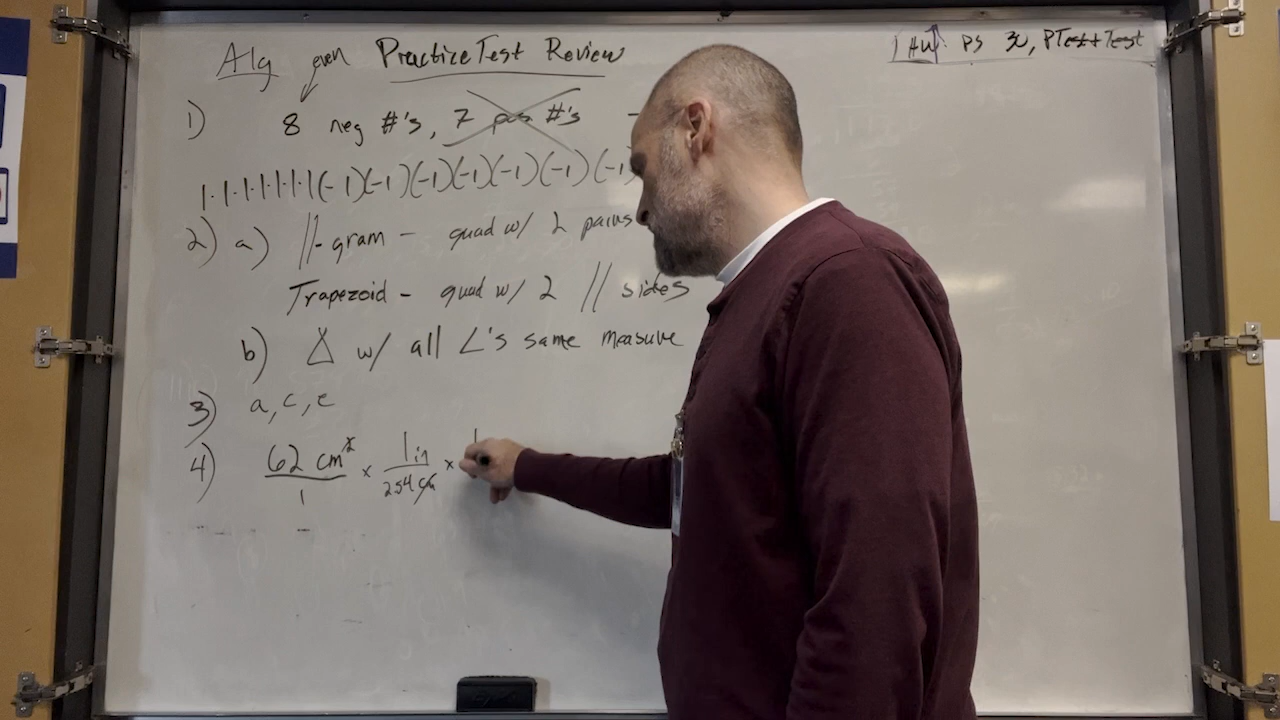 Alg even Practice Test Review
HW: PS 30, PTest+Test
1) 8 neg #'s, 7 pos #'s -
1·1·1·1·1·1·1(-1)(-1)(-1)(-1)(-1)(-1)(-1)
2) a) //-gram - quad w/ 2 pairs
Trapezoid - quad w/ 2 // sides
b) △ w/ all ∠'s same measure
3) a, c, e
4) 62 cm² / 1 × 1 in / 2.54 cm ×